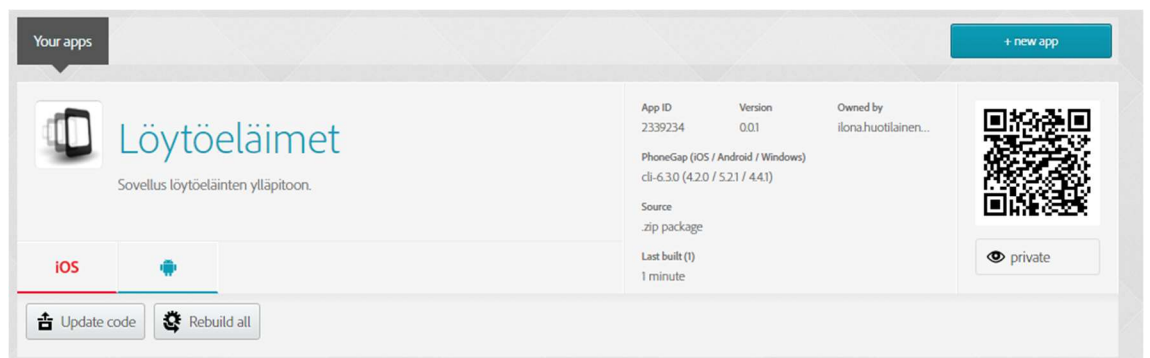 Your apps
+ new app
Löytöeläimet
Sovellus löytöeläinten ylläpitoon.
App ID Version Owned by
2339234 0.0.1 ilona.huotilainen...
PhoneGap (iOS / Android / Windows)
cli-6.3.0 (4.2.0 / 5.2.1 / 4.4.1)
Source
.zip package
Last built (1)
1 minute
private
iOS
Update code Rebuild all